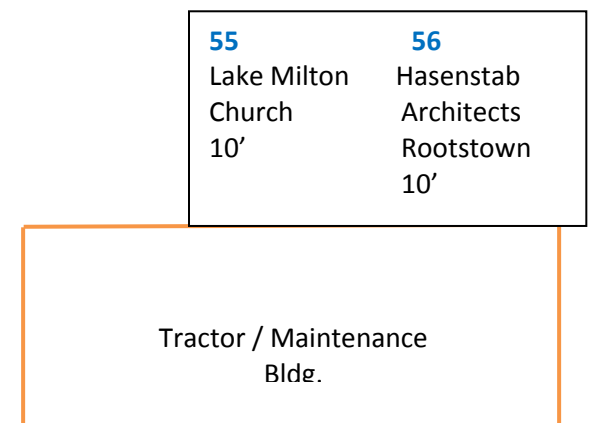 55
Lake Milton
Church
10’
56
Hasenstab
Architects
Rootstown
10’
Tractor / Maintenance
Bldg.